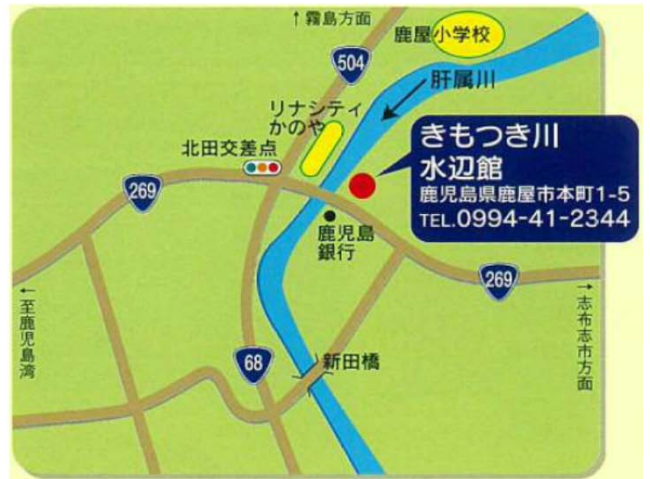 ↑霧島方面
鹿屋小学校
504
肝属川
リナシティ
かのや
きもつき川
水辺館
鹿児島県鹿屋市本町1-5
TEL.0994-41-2344
北田交差点
269
鹿児島
銀行
269
←至鹿児島湾
→志布志市方面
68
新田橋